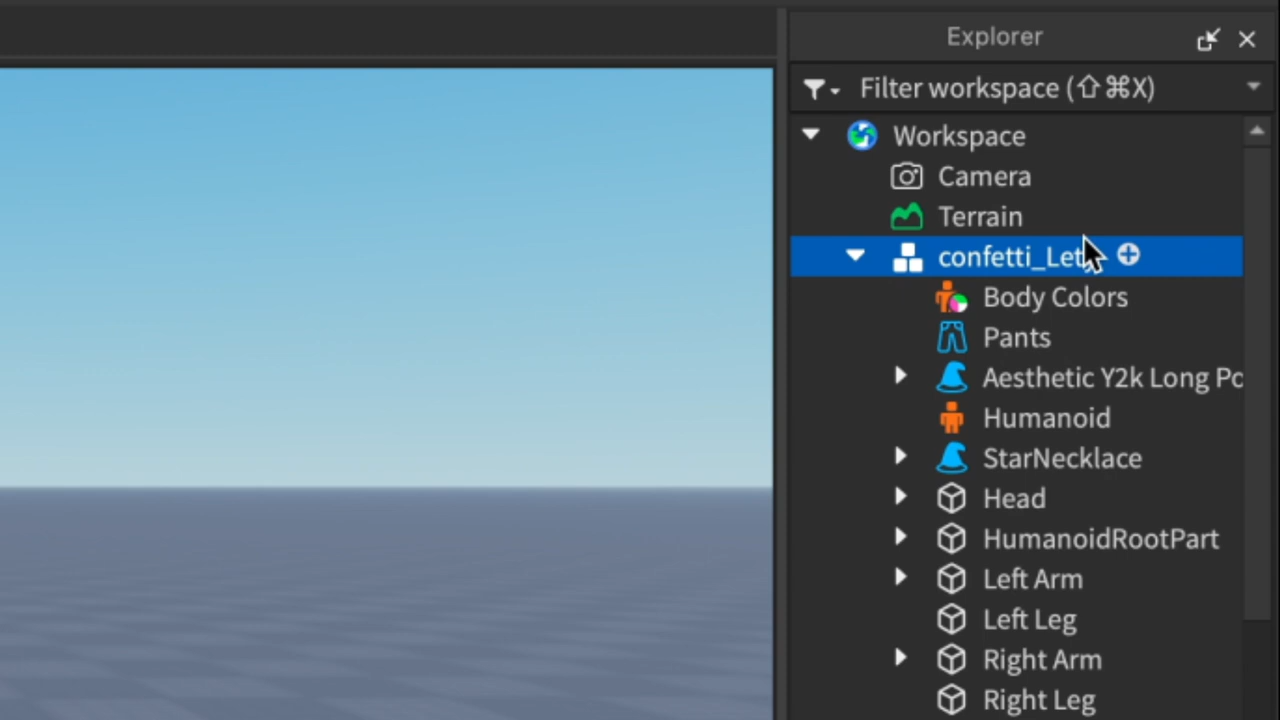 Explorer
Filter workspace (⇧⌘X)
Workspace
Camera
Terrain
confetti_Let
Body Colors
Pants
Aesthetic Y2k Long Po
Humanoid
StarNecklace
Head
HumanoidRootPart
Left Arm
Left Leg
Right Arm
Right Leg